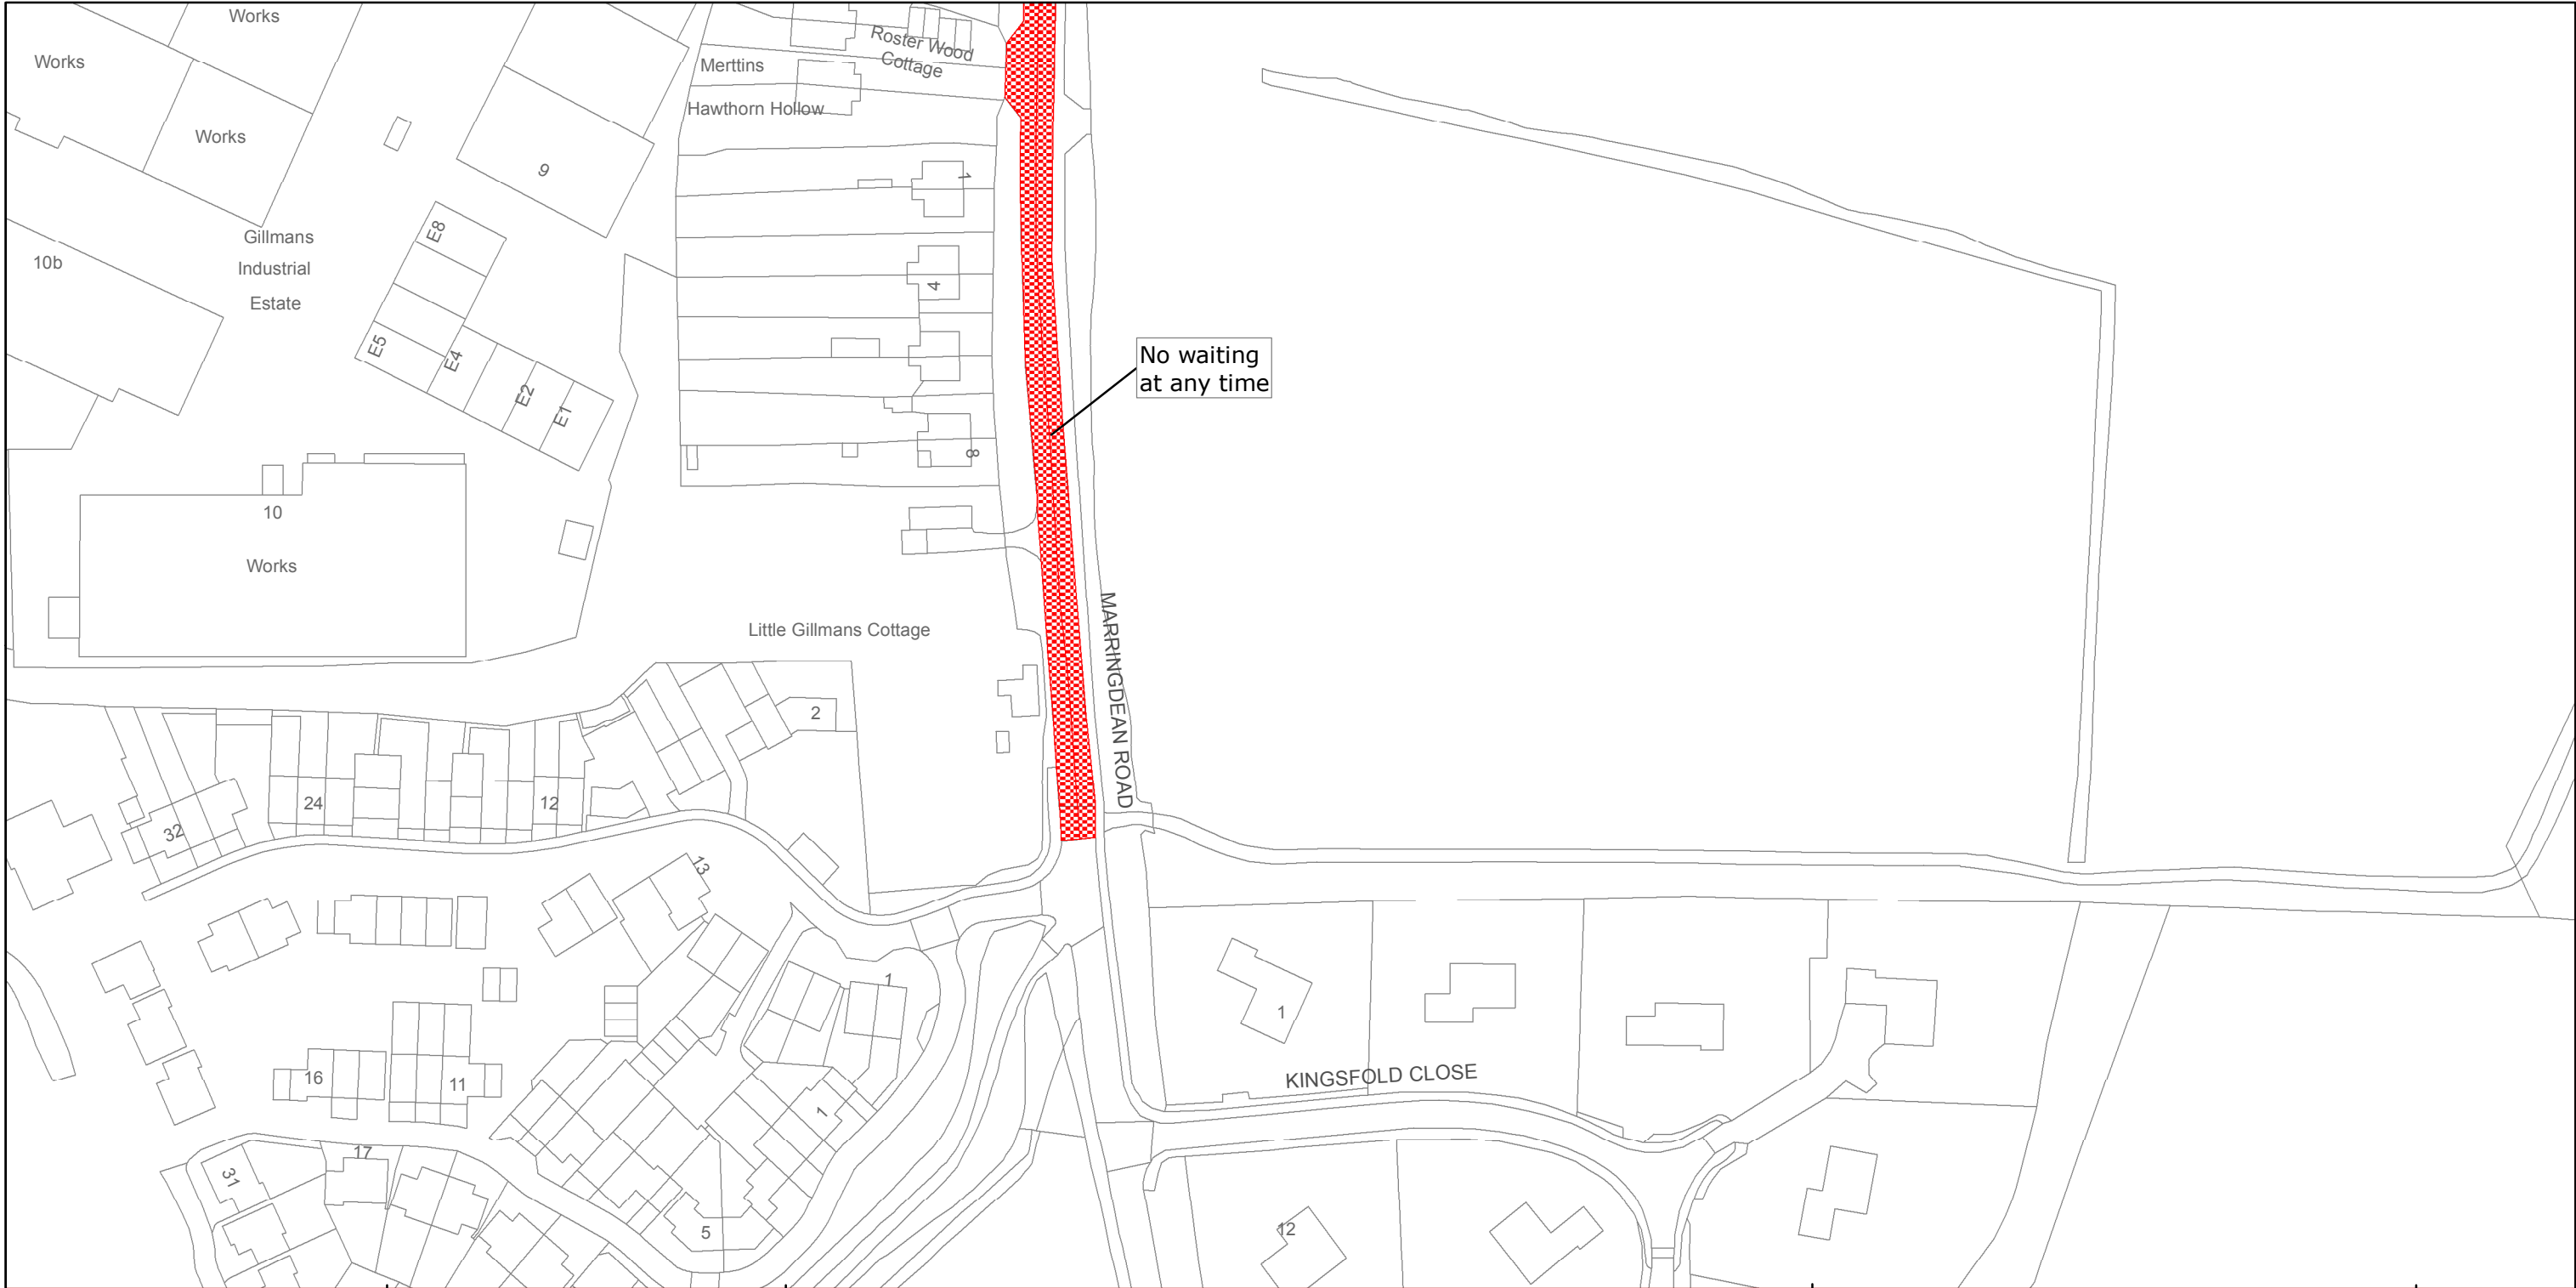 Works
Works
Works
Roster Wood
Cottage
Merttins
Hawthorn Hollow
9
1
E8
Gillmans
Industrial
Estate
10b
4
E5
E4
E2
E1
No waiting
at any time
8
10
Works
Little Gillmans Cottage
MARRINGDEAN ROAD
2
24
12
32
13
1
1
16
11
1
KINGSFOLD CLOSE
17
31
5
12